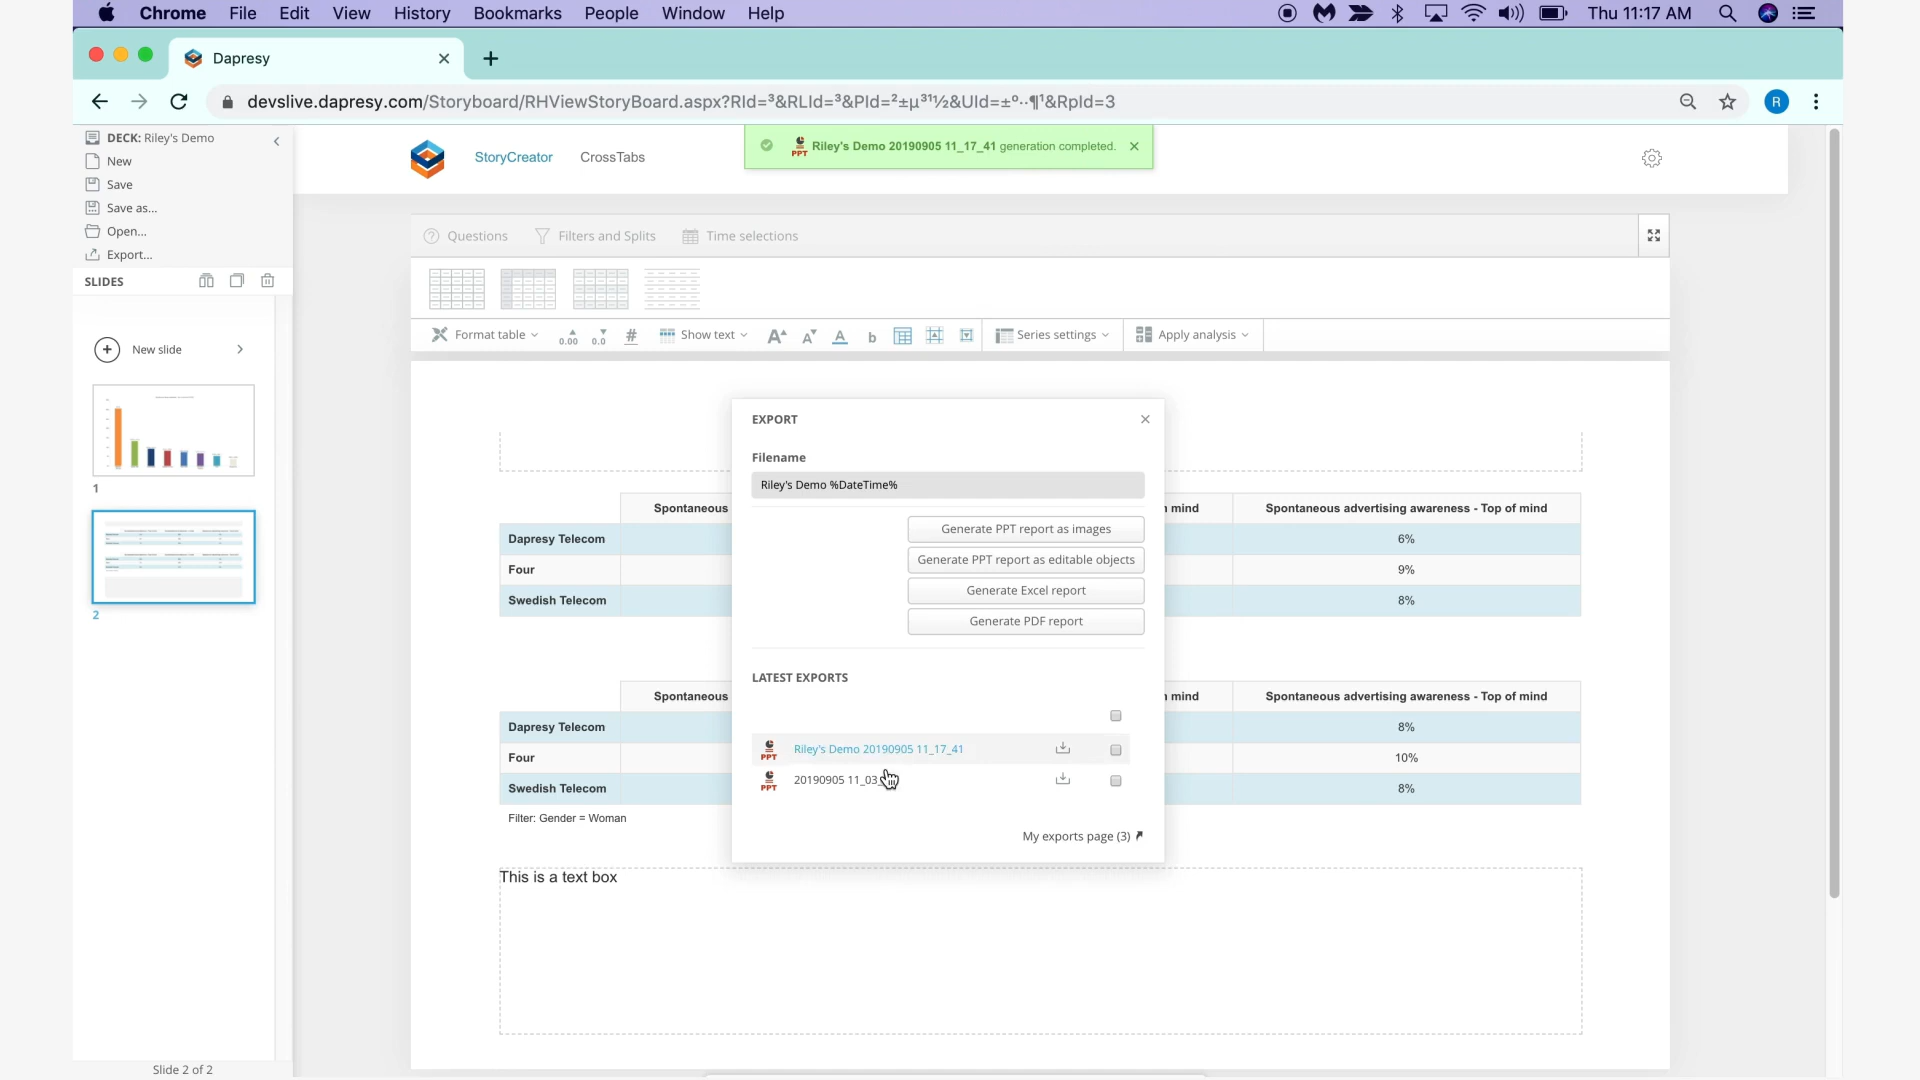 Chrome File Edit View History Bookmarks People Window Help Thu 11:17 AM
Dapresy
devslive.dapresy.com/Storyboard/RHViewStoryBoard.aspx?RId=³&RLId=³&PId=²±µ³¹½&UId=±º··¶¹&RpId=3 R
DECK: Riley's Demo
New
Save
Save as...
Open...
Export...
SLIDES
New slide
1
2
Slide 2 of 2
StoryCreator CrossTabs
PPT Riley's Demo 20190905 11_17_41 generation completed.
Questions Filters and Splits Time selections
Format table 0.00 0.0 # Show text A A A b Series settings Apply analysis
EXPORT
Filename
Riley's Demo %DateTime%
Generate PPT report as images
Generate PPT report as editable objects
Generate Excel report
Generate PDF report
LATEST EXPORTS
PPT Riley's Demo 20190905 11_17_41
PPT 20190905 11_03
My exports page (3)
Spontaneous mind Spontaneous advertising awareness - Top of mind
Dapresy Telecom 6%
Four 9%
Swedish Telecom 8%
Spontaneous mind Spontaneous advertising awareness - Top of mind
Dapresy Telecom 8%
Four 10%
Swedish Telecom 8%
Filter: Gender = Woman
This is a text box